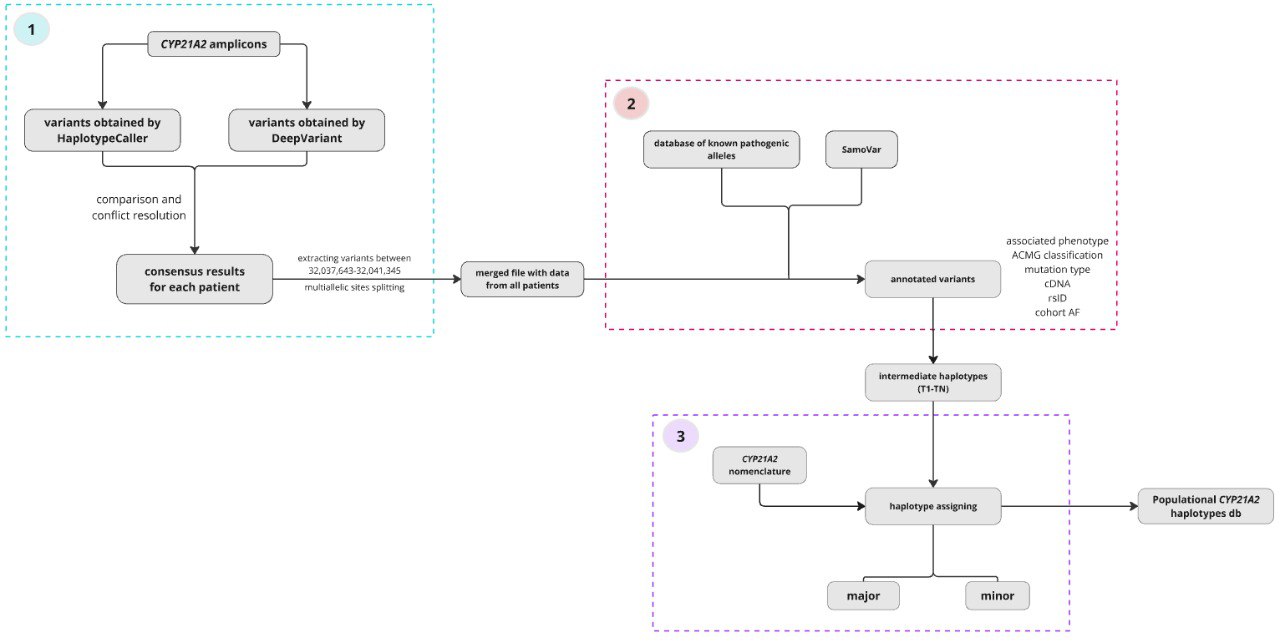 1
CYP21A2 amplicons
variants obtained by
HaplotypeCaller
variants obtained by
DeepVariant
comparison and
conflict resolution
consensus results
for each patient
extracting variants between
32,037,643-32,041,345
multiallelic sites splitting
merged file with data
from all patients
2
database of known pathogenic
alleles
SamoVar
annotated variants
associated phenotype
ACMG classification
mutation type
cDNA
rsID
cohort AF
intermediate haplotypes
(T1-TN)
3
CYP21A2
nomenclature
haplotype assigning
Populational CYP21A2
haplotypes db
major
minor